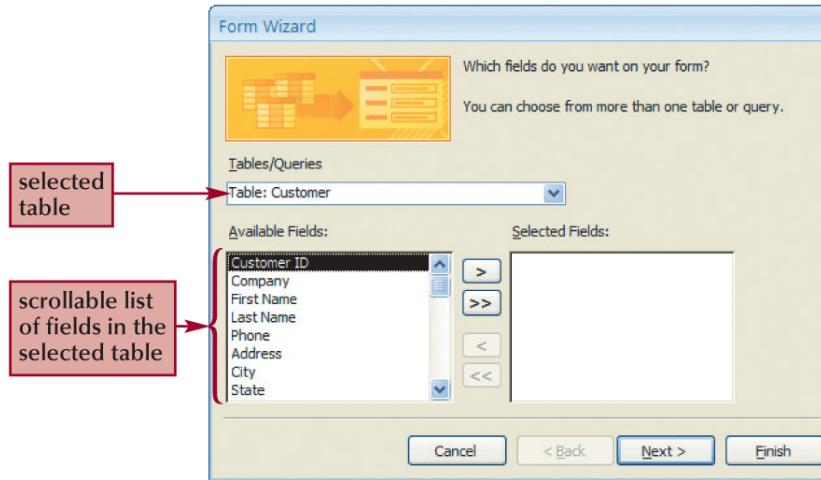 Form Wizard
Which fields do you want on your form?
You can choose from more than one table or query.
selected
table
Tables/Queries
Table: Customer
Available Fields:
Selected Fields:
scrollable list
of fields in the
selected table
Customer ID
Company
First Name
Last Name
Phone
Address
City
State
>
>>
<
<<
Cancel
< Back
Next >
Finish